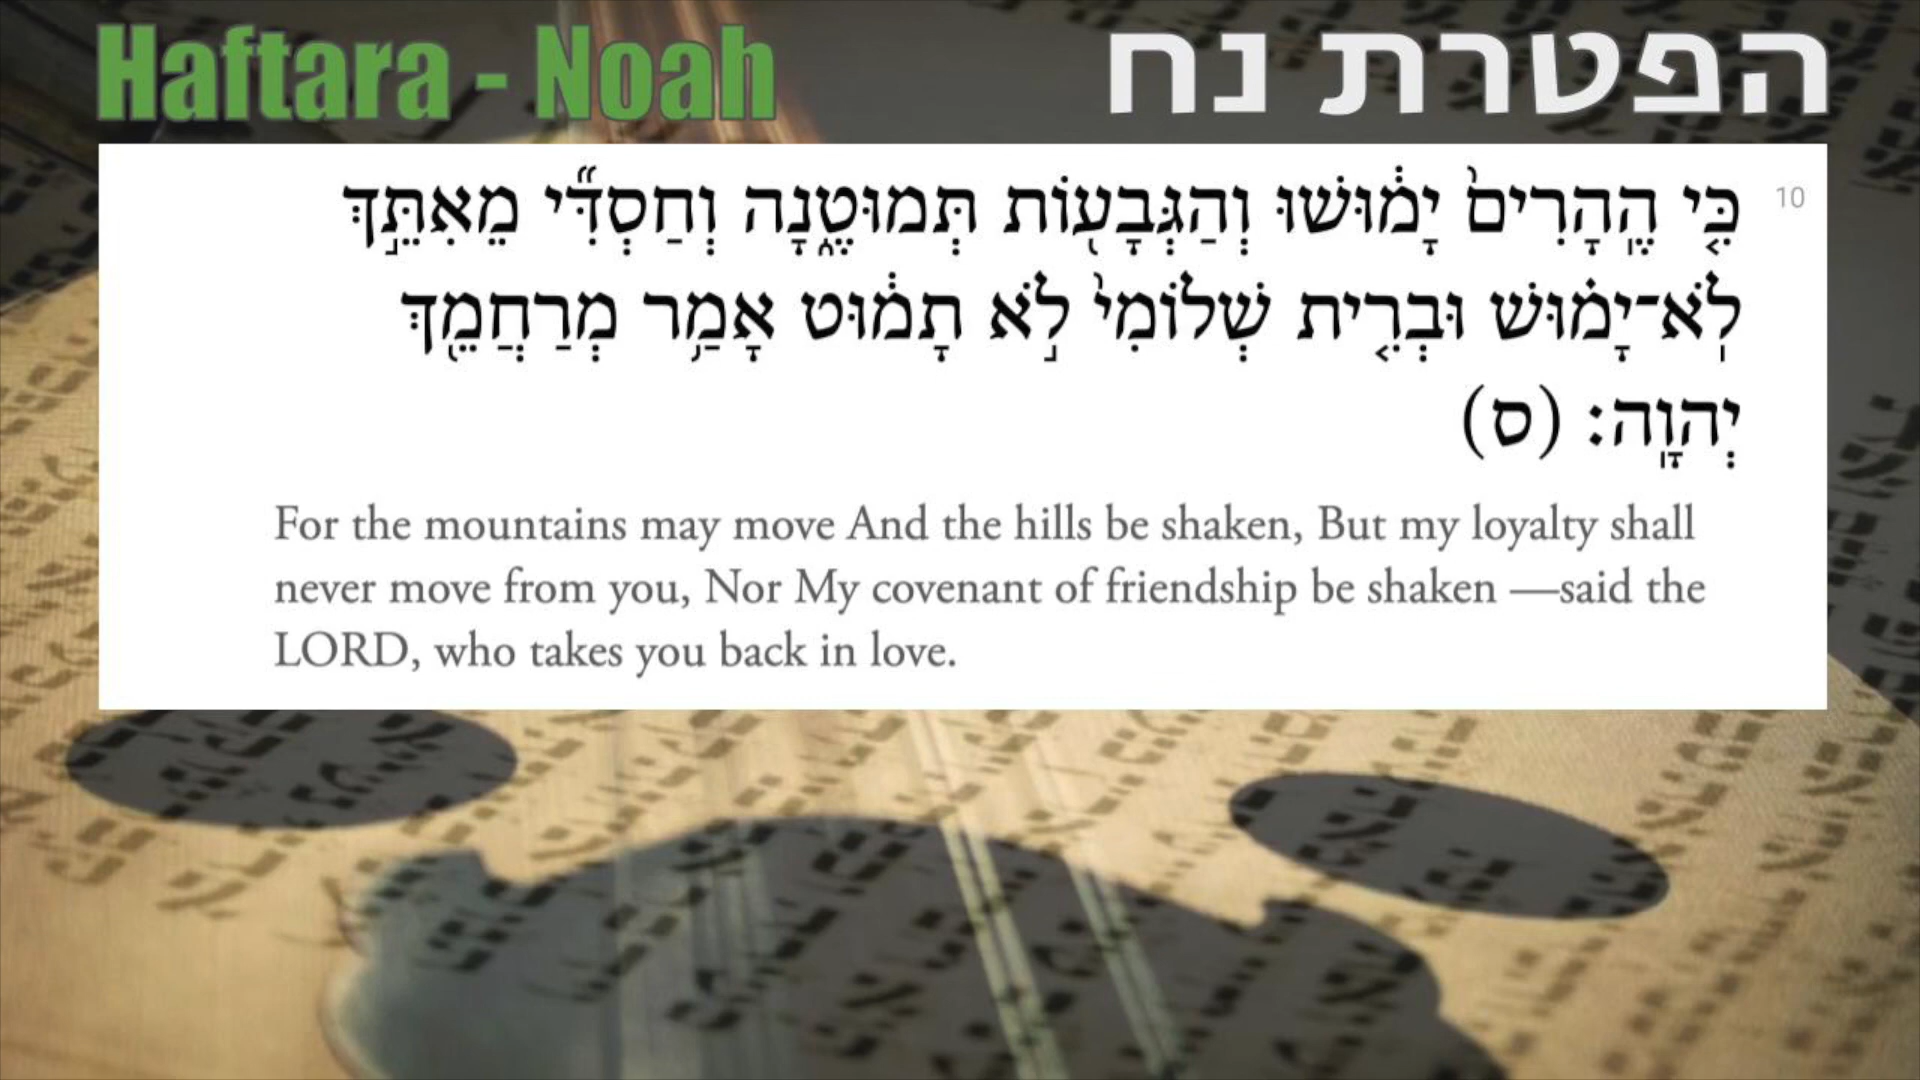 Haftara - Noah
הפטרת נח
10
כִּ֤י הֶֽהָרִים֙ יָמ֔וּשׁוּ וְהַגְּבָע֖וֹת תְּמוּטֶ֑נָה וְחַסְדִּ֞י מֵאִתֵּ֣ךְ
לֹֽא־יָמ֗וּשׁ וּבְרִ֤ית שְׁלוֹמִי֙ לֹ֣א תָמ֔וּט אָמַ֥ר מְרַחֲמֵ֖ךְ
יְהוָֽה׃ (ס)
For the mountains may move And the hills be shaken, But my loyalty shall
never move from you, Nor My covenant of friendship be shaken —said the
LORD, who takes you back in love.